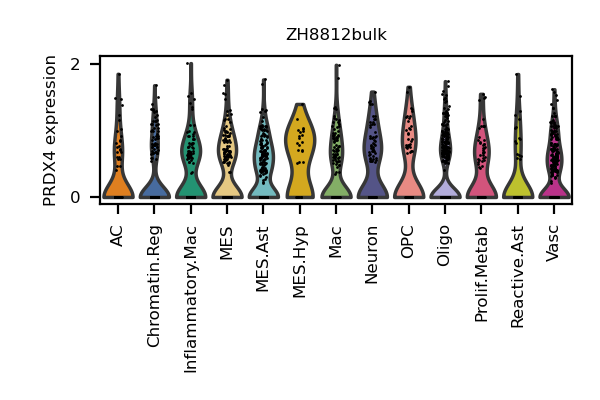 ZH8812bulk
PRDX4 expression
2
0
AC
Chromatin.Reg
Inflammatory.Mac
MES
MES.Ast
MES.Hyp
Mac
Neuron
OPC
Oligo
Prolif.Metab
Reactive.Ast
Vasc